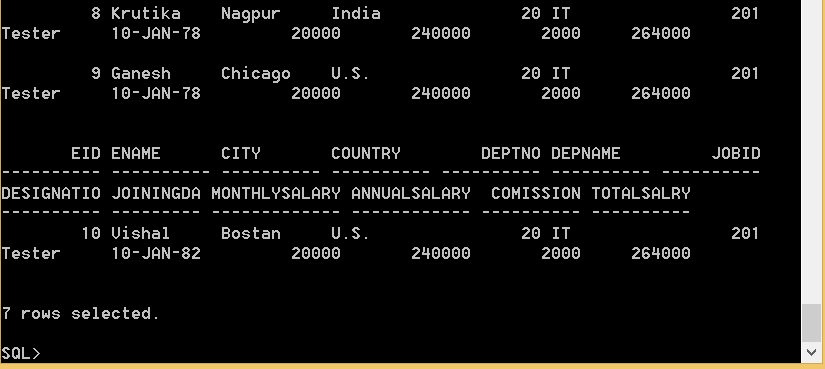 8 Krutika Nagpur India 20 IT 201
Tester 10-JAN-78 20000 240000 2000 264000
9 Ganesh Chicago U.S. 20 IT 201
Tester 10-JAN-78 20000 240000 2000 264000
EID ENAME CITY COUNTRY DEPTNO DEPNAME JOBID
---------- ---------- ---------- ---------- ---------- ---------- ----------
DESIGNATIO JOININGDA MONTHLYSALARY ANNUALSALARY COMISSION TOTALSALRY
---------- --------- ------------- ------------ ---------- ----------
10 Vishal Bostan U.S. 20 IT 201
Tester 10-JAN-82 20000 240000 2000 264000
7 rows selected.
SQL>